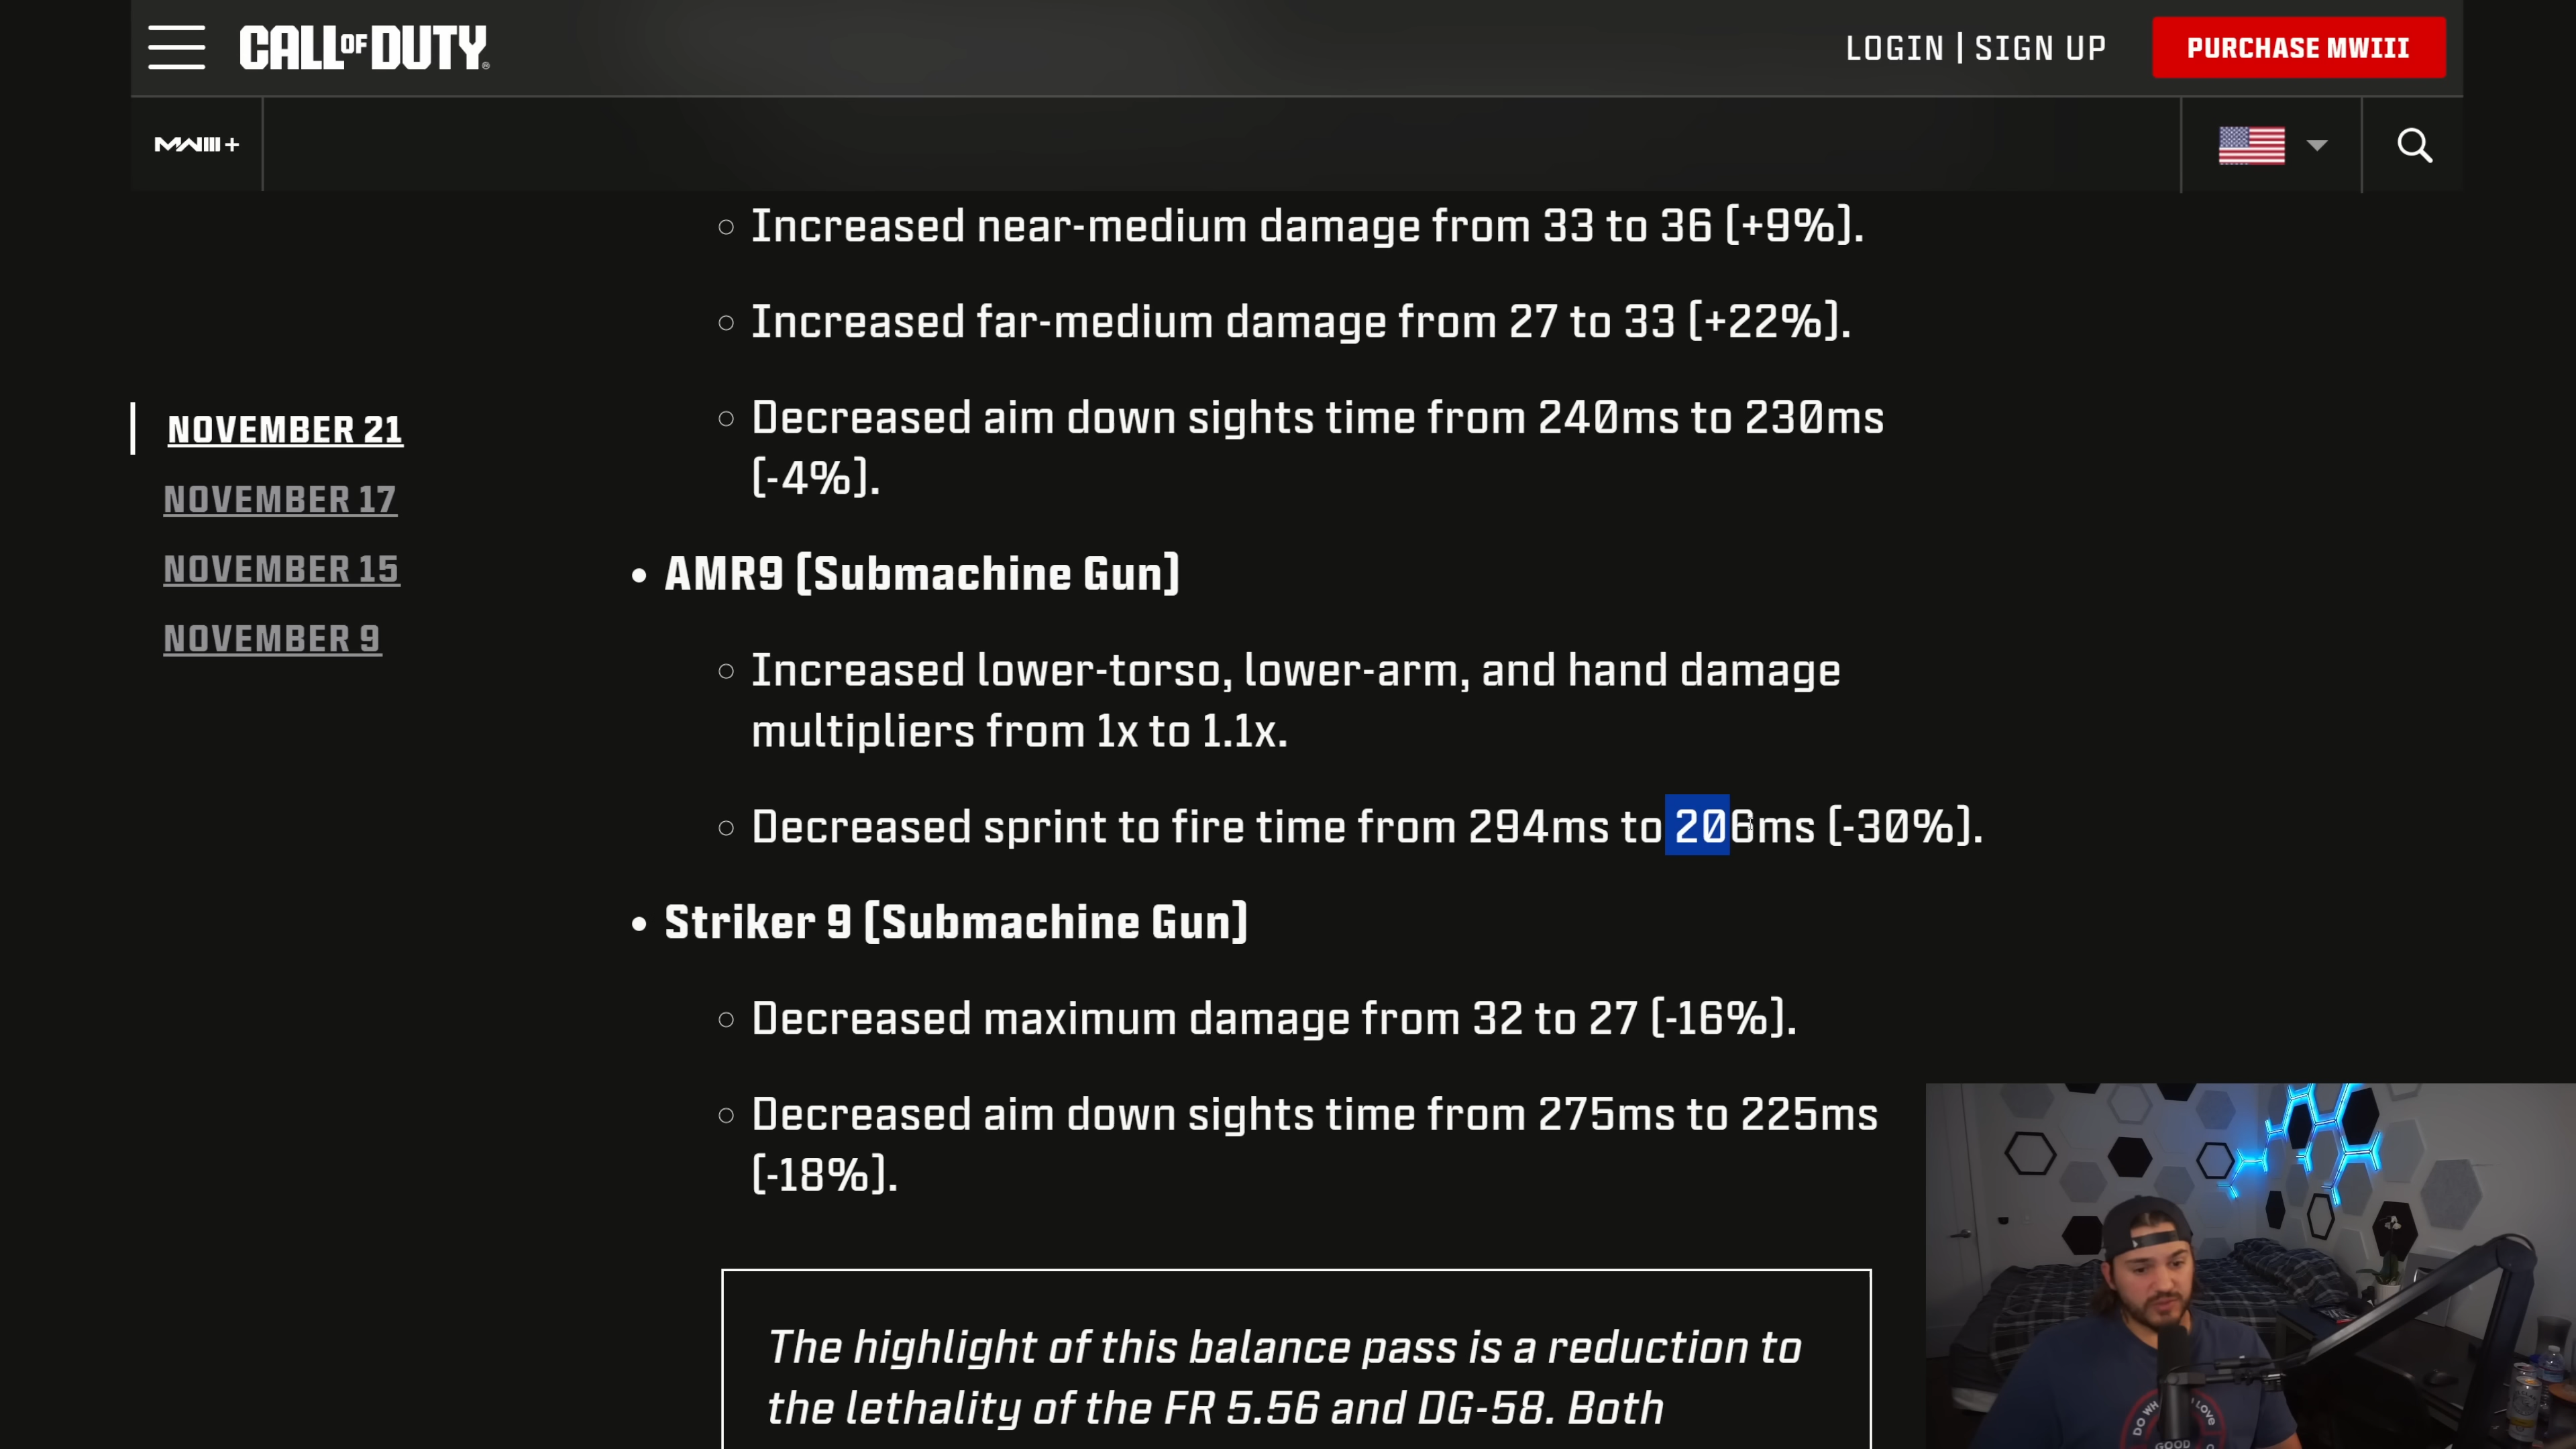 CALL OF DUTY
LOGIN | SIGN UP
PURCHASE MWIII
MWIII+
Increased near-medium damage from 33 to 36 [+9%].
Increased far-medium damage from 27 to 33 [+22%].
Decreased aim down sights time from 240ms to 230ms
[-4%].
NOVEMBER 21
NOVEMBER 17
NOVEMBER 15
NOVEMBER 9
AMR9 [Submachine Gun]
Increased lower-torso, lower-arm, and hand damage
multipliers from 1x to 1.1x.
Decreased sprint to fire time from 294ms to 206ms [-30%].
Striker 9 [Submachine Gun]
Decreased maximum damage from 32 to 27 [-16%].
Decreased aim down sights time from 275ms to 225ms
[-18%].
The highlight of this balance pass is a reduction to
the lethality of the FR 5.56 and DG-58. Both
DO WH
LOVE
GOOD